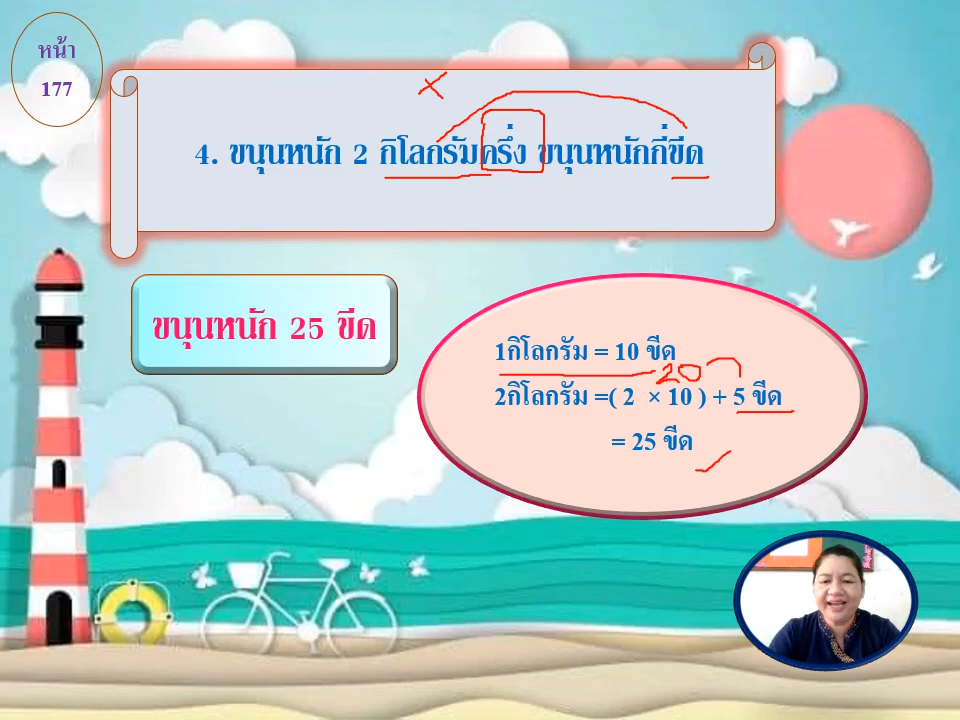 หน้า
177
4. ขนุนหนัก 2 กิโลกรัมครึ่ง ขนุนหนักกี่ขีด
ขนุนหนัก 25 ขีด
1กิโลกรัม = 10 ขีด
20
2กิโลกรัม =( 2 × 10 ) + 5 ขีด
= 25 ขีด